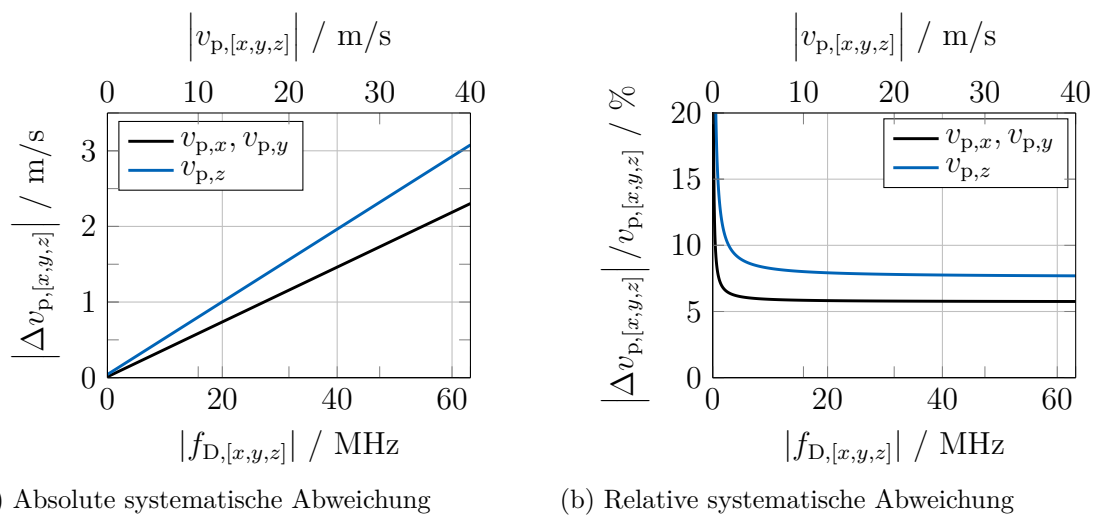 |v_{p,[x,y,z]}| / m/s
0 10 20 30 40
|Δv_{p,[x,y,z]}| / m/s
3
2
1
0
v_{p,x}, v_{p,y}
v_{p,z}
0 20 40 60
|f_{D,[x,y,z]}| / MHz
) Absolute systematische Abweichung
|v_{p,[x,y,z]}| / m/s
0 10 20 30 40
|Δv_{p,[x,y,z]}| /v_{p,[x,y,z]} / %
20
15
10
5
0
v_{p,x}, v_{p,y}
v_{p,z}
0 20 40 60
|f_{D,[x,y,z]}| / MHz
(b) Relative systematische Abweichung